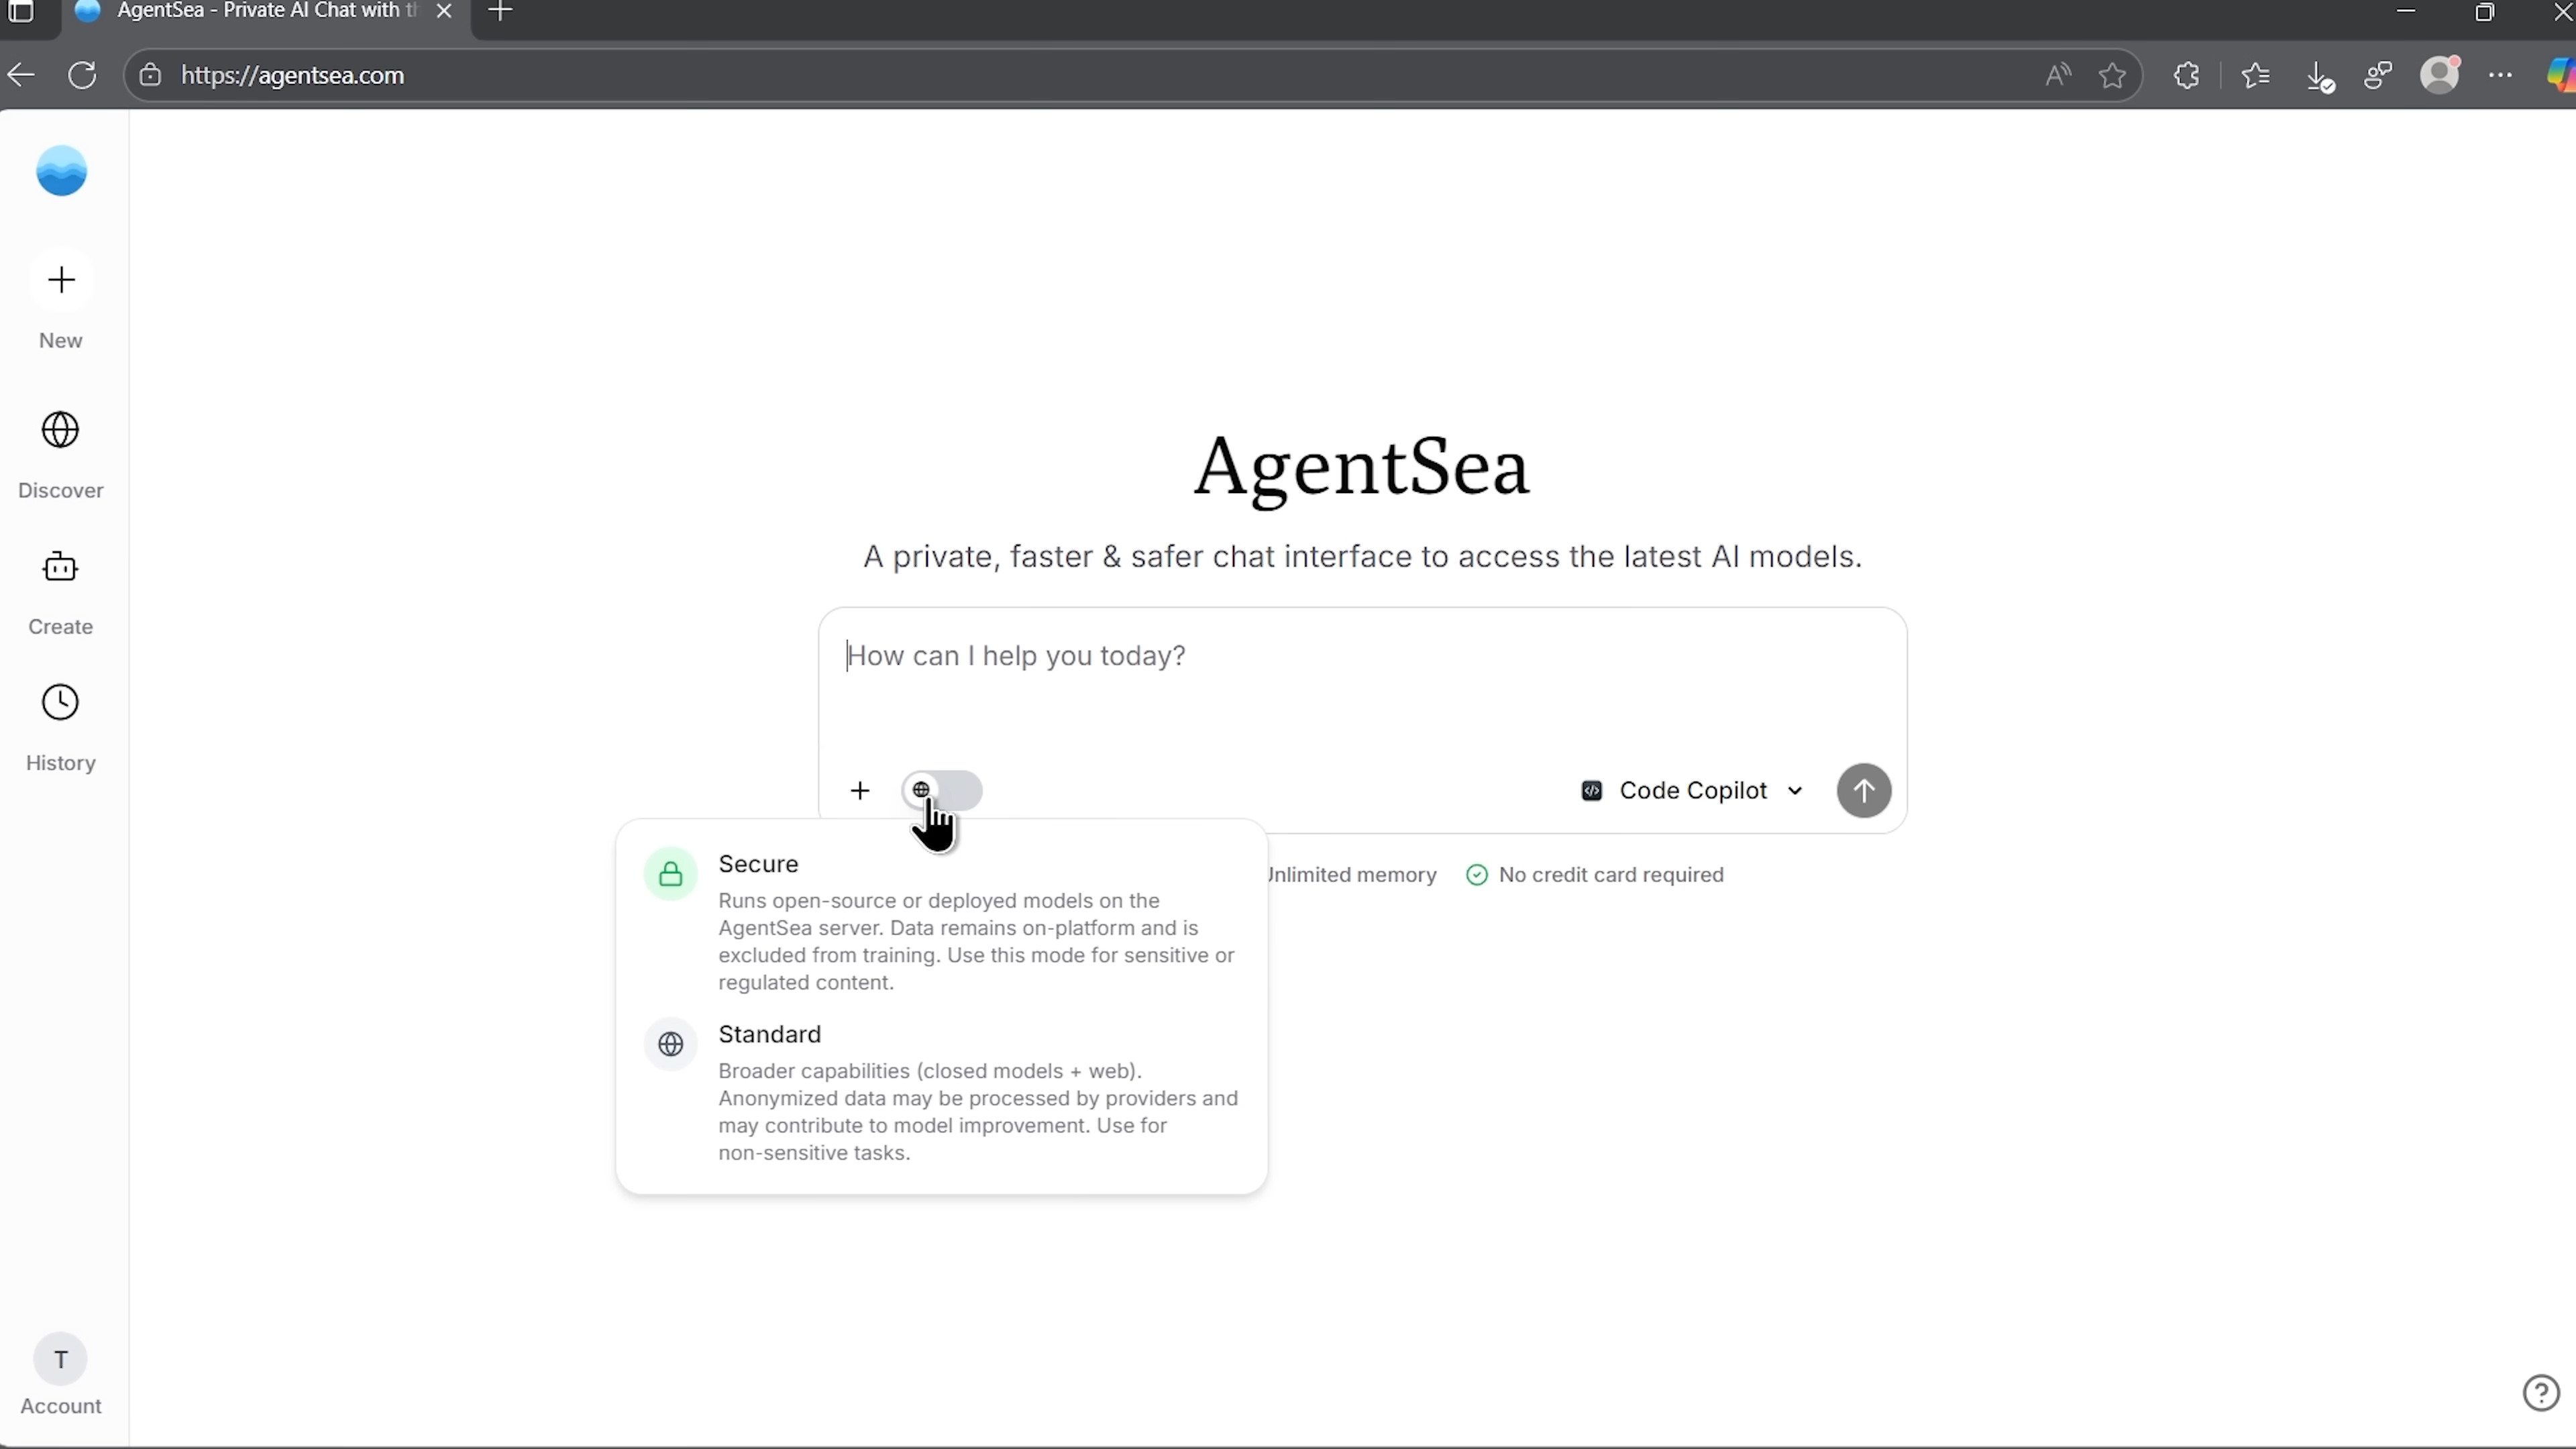 AgentSea - Private AI Chat with
https://agentsea.com
New
Discover
Create
History
AgentSea
A private, faster & safer chat interface to access the latest AI models.
How can I help you today?
Code Copilot
Secure
Runs open-source or deployed models on the
AgentSea server. Data remains on-platform and is
excluded from training. Use this mode for sensitive or
regulated content.
Standard
Broader capabilities (closed models + web).
Anonymized data may be processed by providers and
may contribute to model improvement. Use for
non-sensitive tasks.
Unlimited memory
No credit card required
T
Account